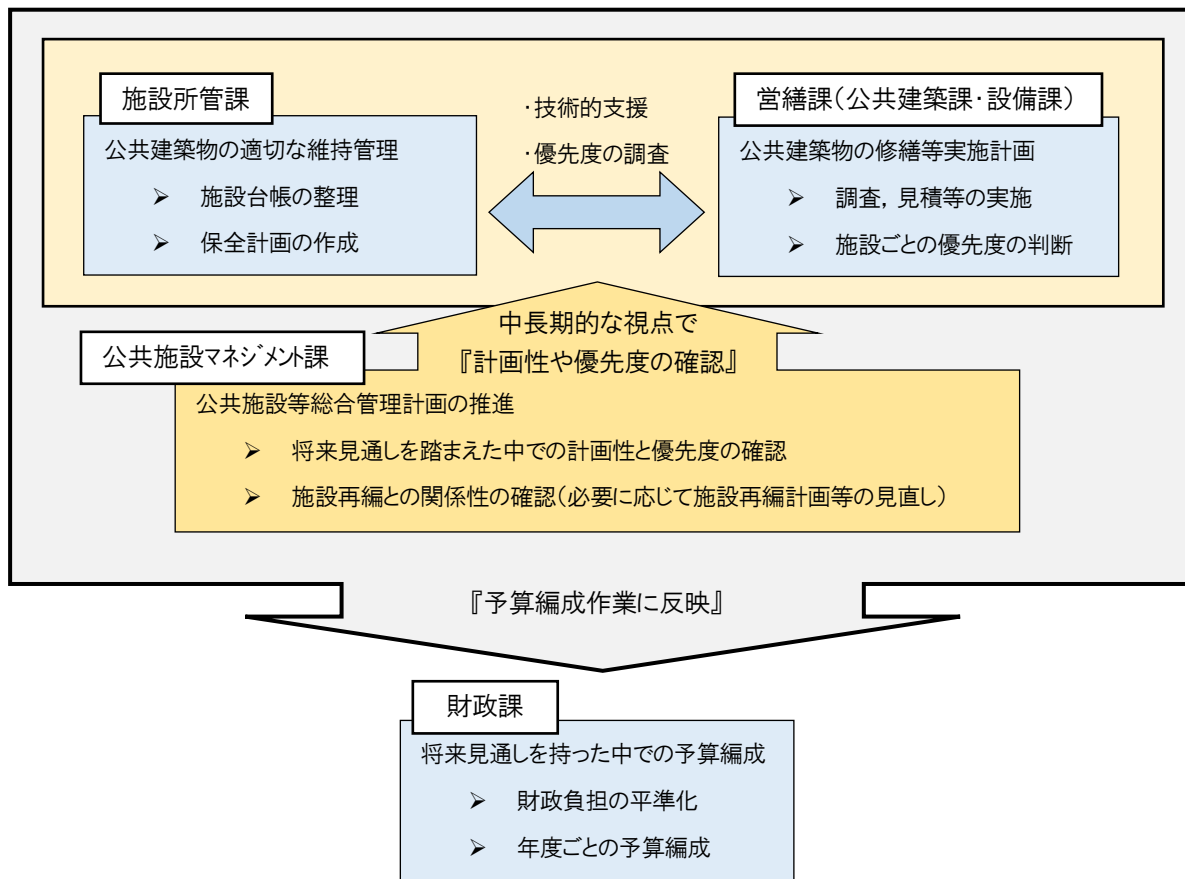 施設所管課
公共建築物の適切な維持管理
➢ 施設台帳の整理
➢ 保全計画の作成
・技術的支援
・優先度の調査
営繕課（公共建築課・設備課）
公共建築物の修繕等実施計画
➢ 調査，見積等の実施
➢ 施設ごとの優先度の判断
中長期的な視点で
『計画性や優先度の確認』
公共施設マネジメント課
公共施設等総合管理計画の推進
➢ 将来見通しを踏まえた中での計画性と優先度の確認
➢ 施設再編との関係性の確認（必要に応じて施設再編計画等の見直し）
『予算編成作業に反映』
財政課
将来見通しを持った中での予算編成
➢ 財政負担の平準化
➢ 年度ごとの予算編成